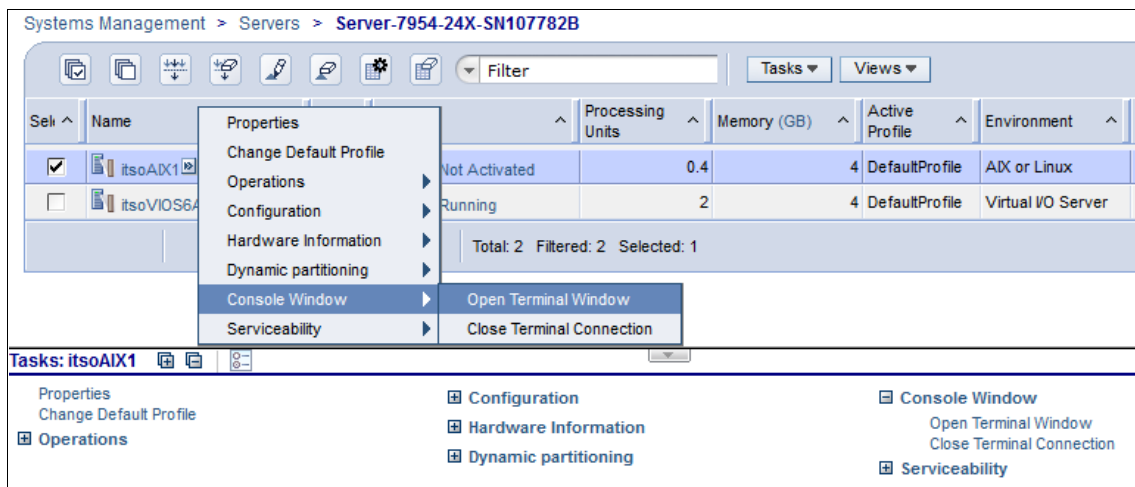 Systems Management > Servers > Server-7954-24X-SN107782B
Filter Tasks Views
Sele Name Processing Units Memory (GB) Active Profile Environment
itsoAIX1 Not Activated 0.4 4 DefaultProfile AIX or Linux
itsoVIOS6A Running 2 4 DefaultProfile Virtual I/O Server
Total: 2 Filtered: 2 Selected: 1
Properties
Change Default Profile
Operations
Configuration
Hardware Information
Dynamic partitioning
Console Window
Serviceability
Open Terminal Window
Close Terminal Connection
Tasks: itsoAIX1
Properties
Change Default Profile
Operations
Configuration
Hardware Information
Dynamic partitioning
Console Window
Open Terminal Window
Close Terminal Connection
Serviceability